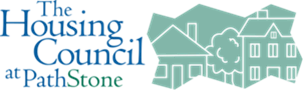 The
Housing
Council
at PathStone